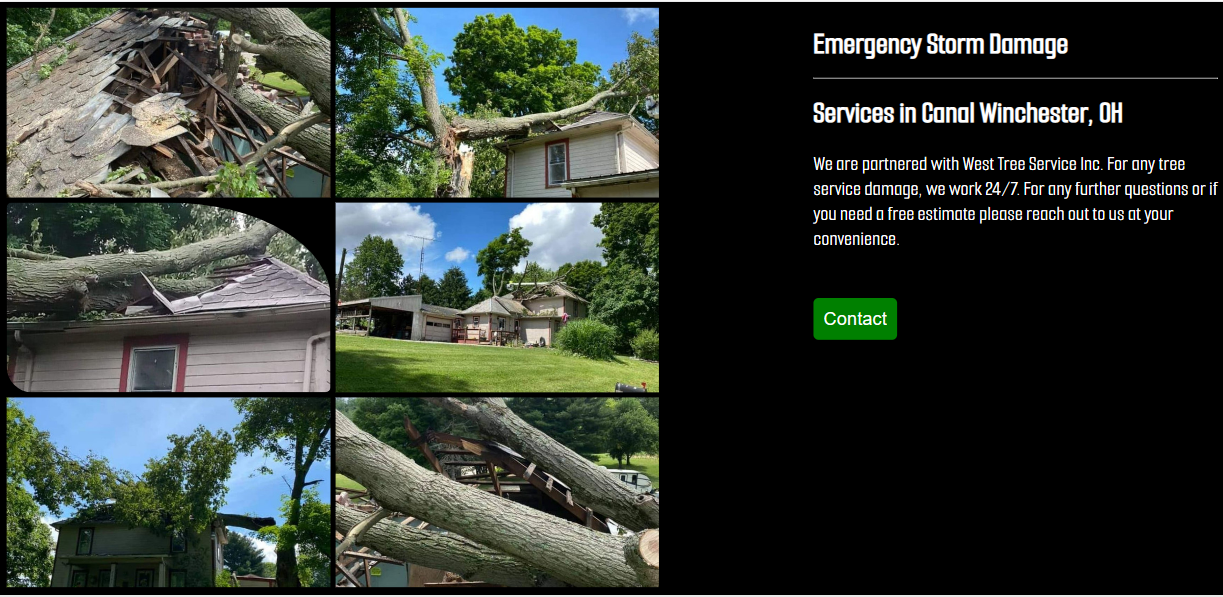 Emergency Storm Damage
Services in Canal Winchester, OH
We are partnered with West Tree Service Inc. For any tree
service damage, we work 24/7. For any further questions or if
you need a free estimate please reach out to us at your
convenience.
Contact